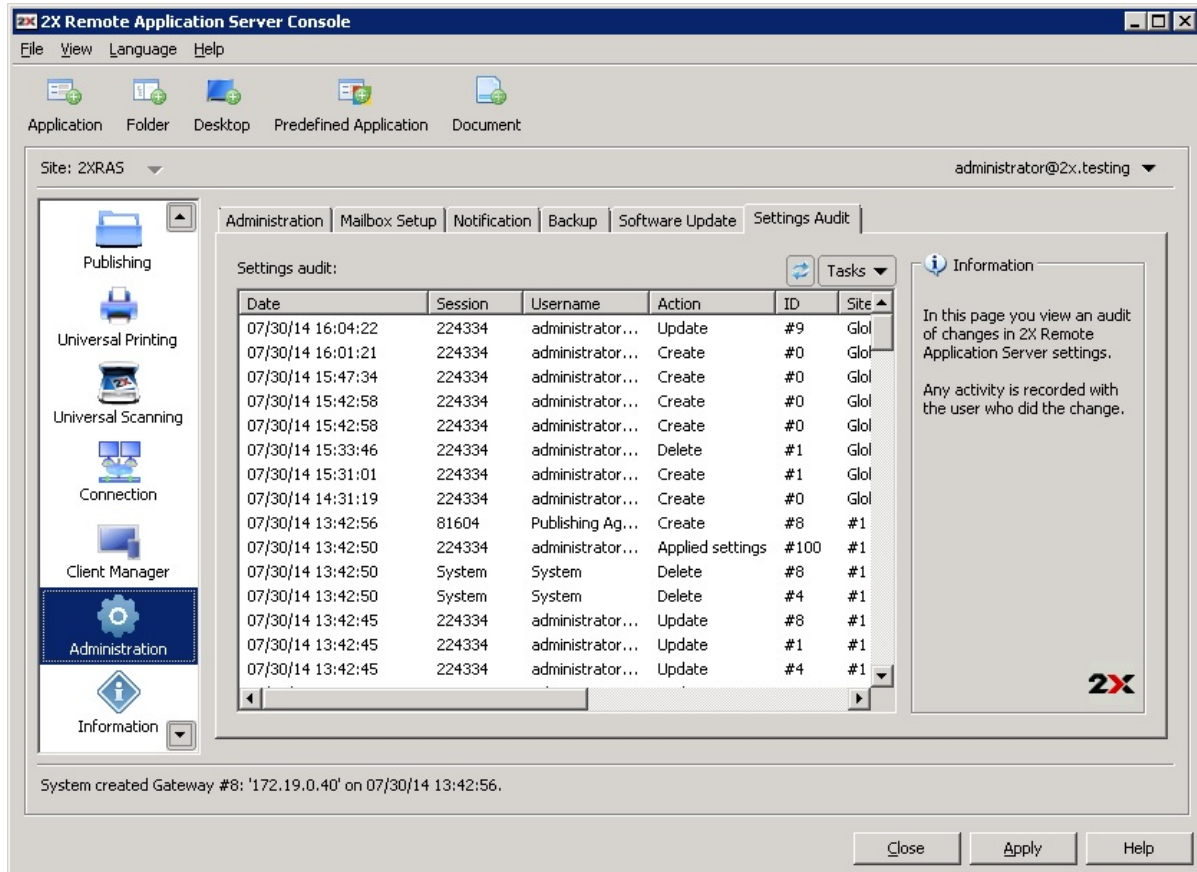 2X Remote Application Server Console
File View Language Help
Application Folder Desktop Predefined Application Document
Site: 2XRAS administrator@2x.testing
Publishing
Universal Printing
Universal Scanning
Connection
Client Manager
Administration
Information
Administration Mailbox Setup Notification Backup Software Update Settings Audit
Settings audit: Tasks
Date Session Username Action ID Site
07/30/14 16:04:22 224334 administrator... Update #9 Glol
07/30/14 16:01:21 224334 administrator... Create #0 Glol
07/30/14 15:47:34 224334 administrator... Create #0 Glol
07/30/14 15:42:58 224334 administrator... Create #0 Glol
07/30/14 15:42:58 224334 administrator... Create #0 Glol
07/30/14 15:33:46 224334 administrator... Delete #1 Glol
07/30/14 15:31:01 224334 administrator... Create #1 Glol
07/30/14 14:31:19 224334 administrator... Create #0 Glol
07/30/14 13:42:56 81604 Publishing Ag... Create #8 #1
07/30/14 13:42:50 224334 administrator... Applied settings #100 #1
07/30/14 13:42:50 System System Delete #8 #1
07/30/14 13:42:50 System System Delete #4 #1
07/30/14 13:42:45 224334 administrator... Update #8 #1
07/30/14 13:42:45 224334 administrator... Update #1 #1
07/30/14 13:42:45 224334 administrator... Update #4 #1
Information
In this page you view an audit
of changes in 2X Remote
Application Server settings.
Any activity is recorded with
the user who did the change.
2X
System created Gateway #8: '172.19.0.40' on 07/30/14 13:42:56.
Close Apply Help